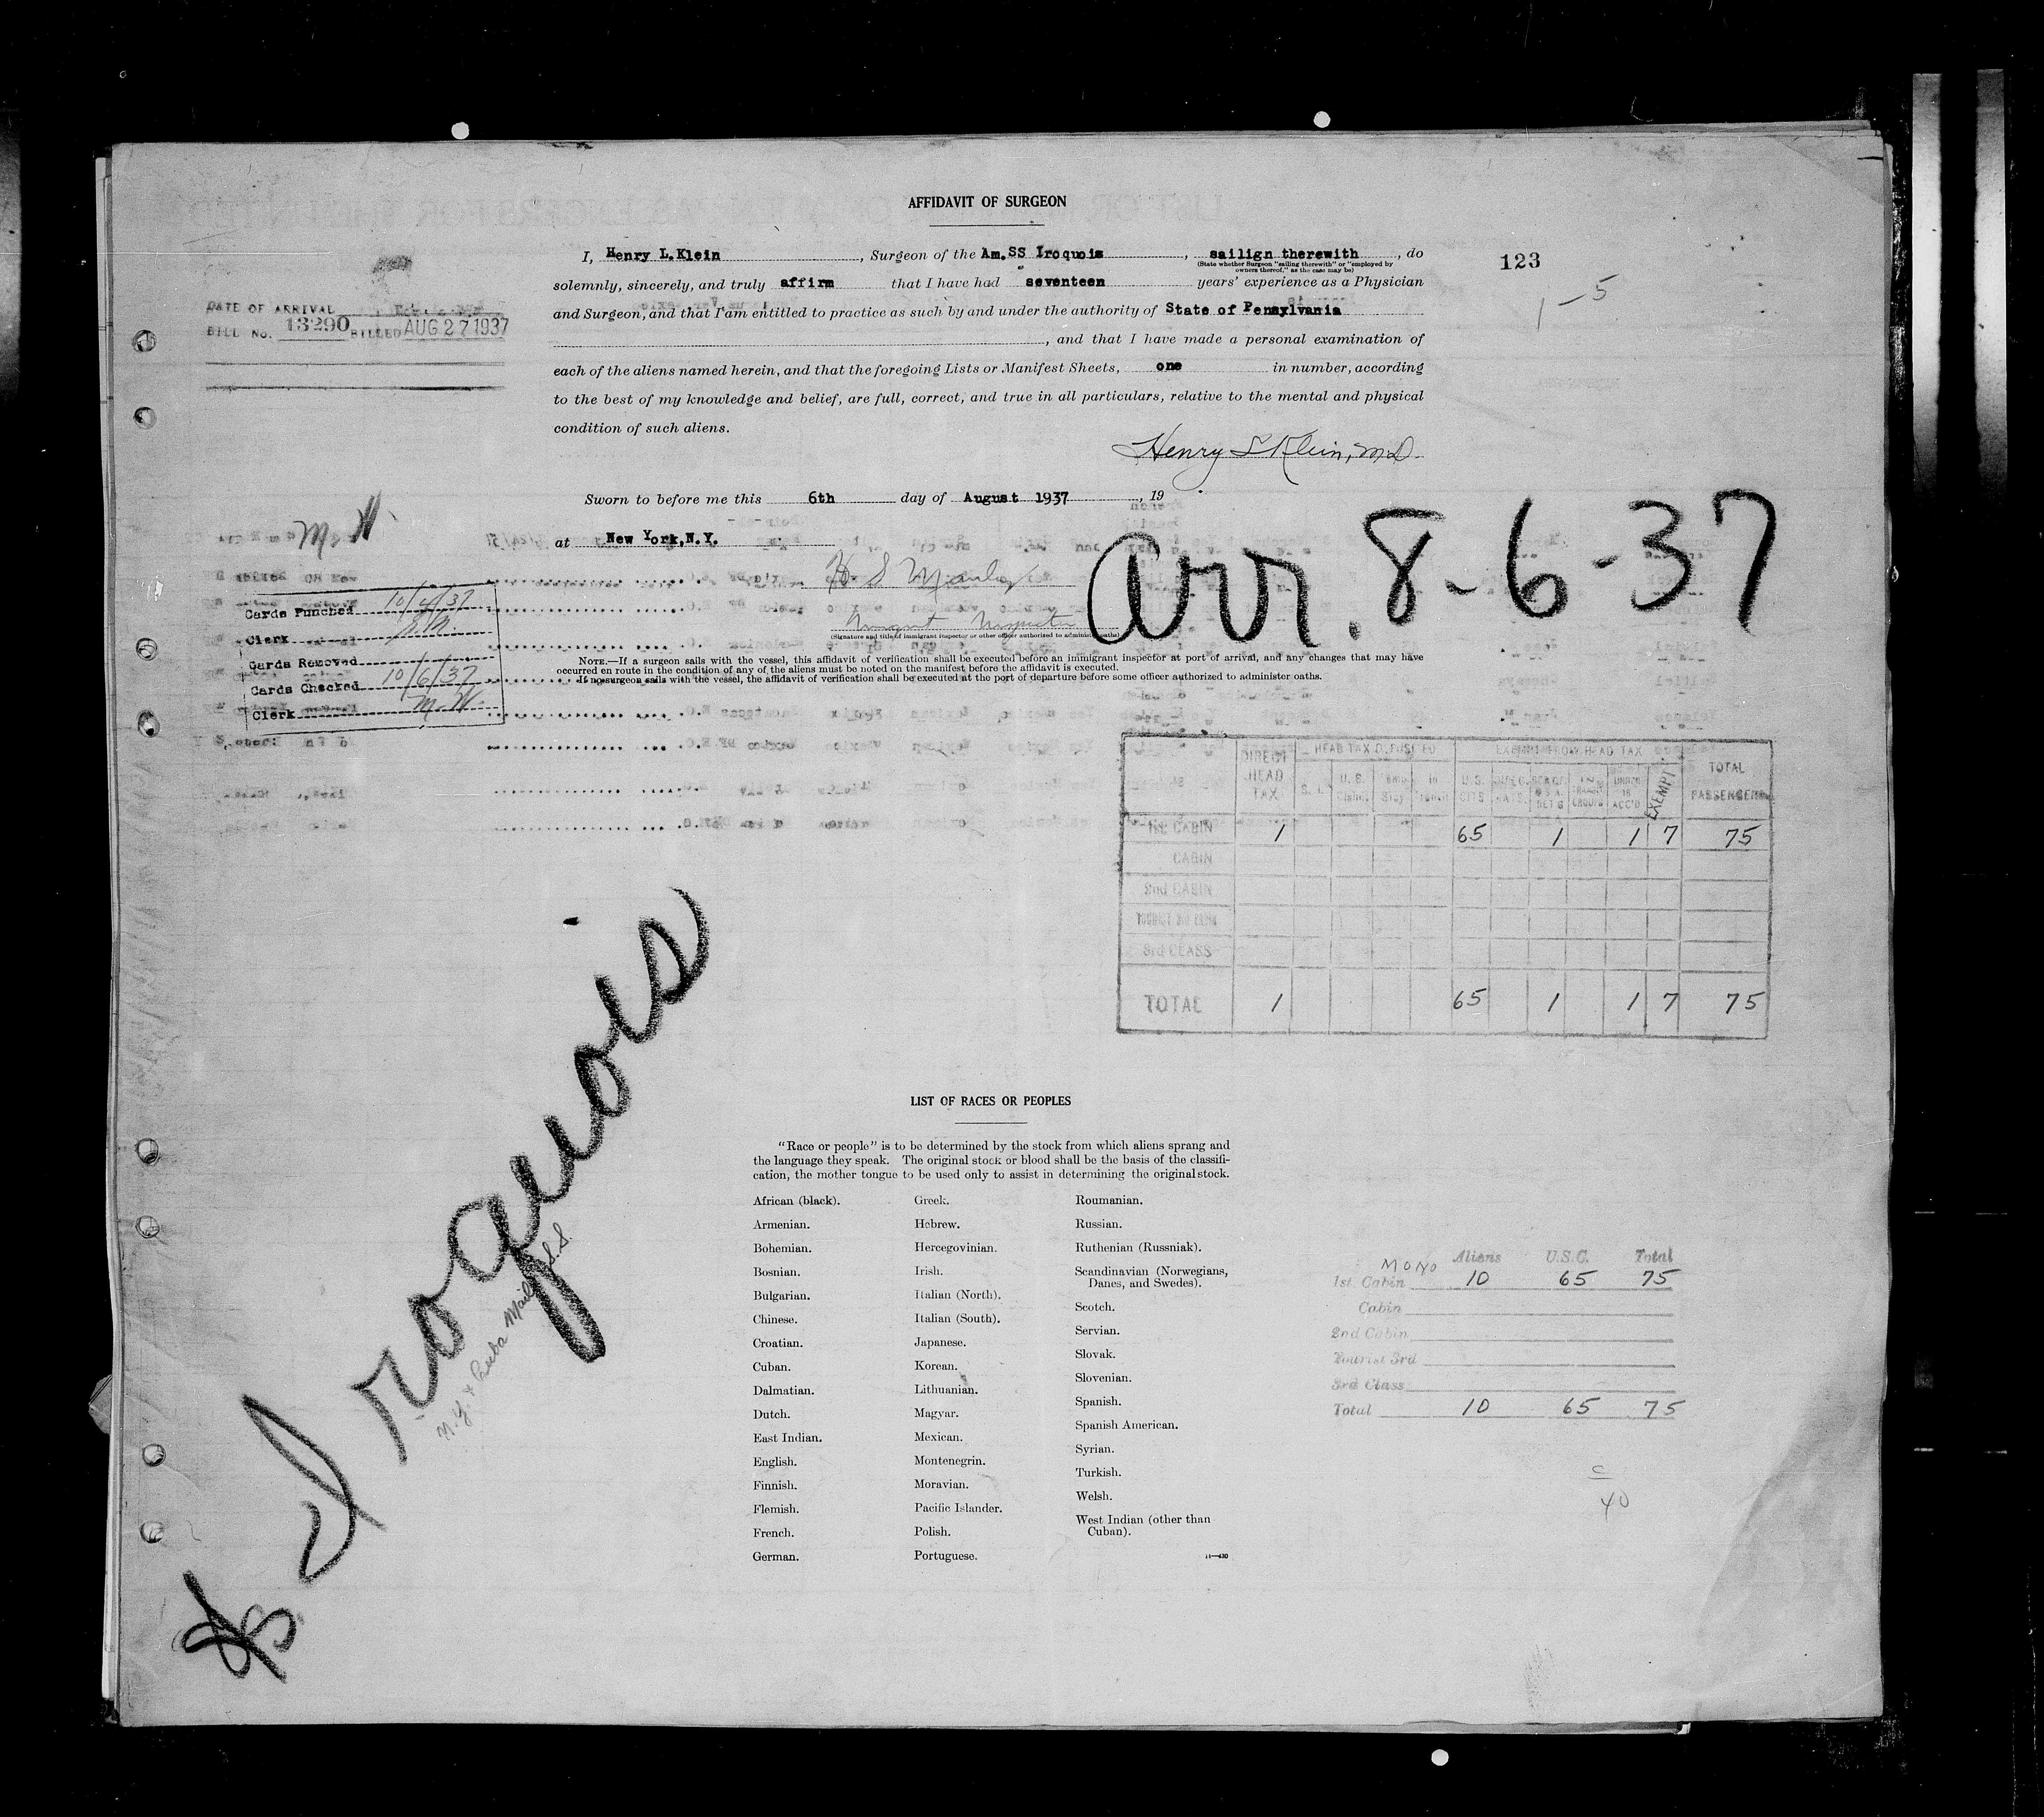 AFFIDAVIT OF SURGEON
I, Henry L.Klein , Surgeon of the Am.SS Iroquois , sailign therewith , do
(State whether Surgeon "sailing therewith" or "employed by
owners thereof," as the case may be)
solemnly, sincerely, and truly affirm that I have had seventeen years' experience as a Physician
and Surgeon, and that I am entitled to practice as such by and under the authority of State of Pensylvania
, and that I have made a personal examination of
each of the aliens named herein, and that the foregoing Lists or Manifest Sheets, one in number, according
to the best of my knowledge and belief, are full, correct, and true in all particulars, relative to the mental and physical
condition of such aliens.
Henry L Klein, M.D.
Sworn to before me this 6th day of August 1937 , 19
at New York,N.Y.
(Signature and title of immigrant inspector or other officer authorized to administer oaths)
NOTE.—If a surgeon sails with the vessel, this affidavit of verification shall be executed before an immigrant inspector at port of arrival, and any changes that may have
occurred en route in the condition of any of the aliens must be noted on the manifest before the affidavit is executed.
If no surgeon sails with the vessel, the affidavit of verification shall be executed at the port of departure before some officer authorized to administer oaths.
123
1-5
DATE OF ARRIVAL
BILL No. 13290 BILLED AUG 27 1937
M.W.
Cards Punched 10/4/37
Clerk
Cards Removed
Cards Checked 10/6/37
Clerk M.W.
Arr. 8-6-37
DIRECT HEAD TAX
HEAD TAX DEPOSITED
EXEMPT FROM HEAD TAX
TOTAL PASSENGERS
U.S. CITS
UNDER 16 ACC'D
EXEMPT
1st CABIN 1 65 1 1 7 75
CABIN
2nd CABIN
TOURIST 3rd CABIN
3rd CLASS
TOTAL 1 65 1 1 7 75
SS Iroquois
N.Y. & Cuba Mail S.S.
LIST OF RACES OR PEOPLES
"Race or people" is to be determined by the stock from which aliens sprang and
the language they speak. The original stock or blood shall be the basis of the classifi-
cation, the mother tongue to be used only to assist in determining the original stock.
African (black).
Armenian.
Bohemian.
Bosnian.
Bulgarian.
Chinese.
Croatian.
Cuban.
Dalmatian.
Dutch.
East Indian.
English.
Finnish.
Flemish.
French.
German.
Greek.
Hebrew.
Hercegovinian.
Irish.
Italian (North).
Italian (South).
Japanese.
Korean.
Lithuanian.
Magyar.
Mexican.
Montenegrin.
Moravian.
Pacific Islander.
Polish.
Portuguese.
Roumanian.
Russian.
Ruthenian (Russniak).
Scandinavian (Norwegians,
Danes, and Swedes).
Scotch.
Servian.
Slovak.
Slovenian.
Spanish.
Spanish American.
Syrian.
Turkish.
Welsh.
West Indian (other than
Cuban).
Aliens U.S.C. Total
1st. Cabin 10 65 75
Cabin
2nd Cabin
Tourist 3rd
3rd Class
Total 10 65 75